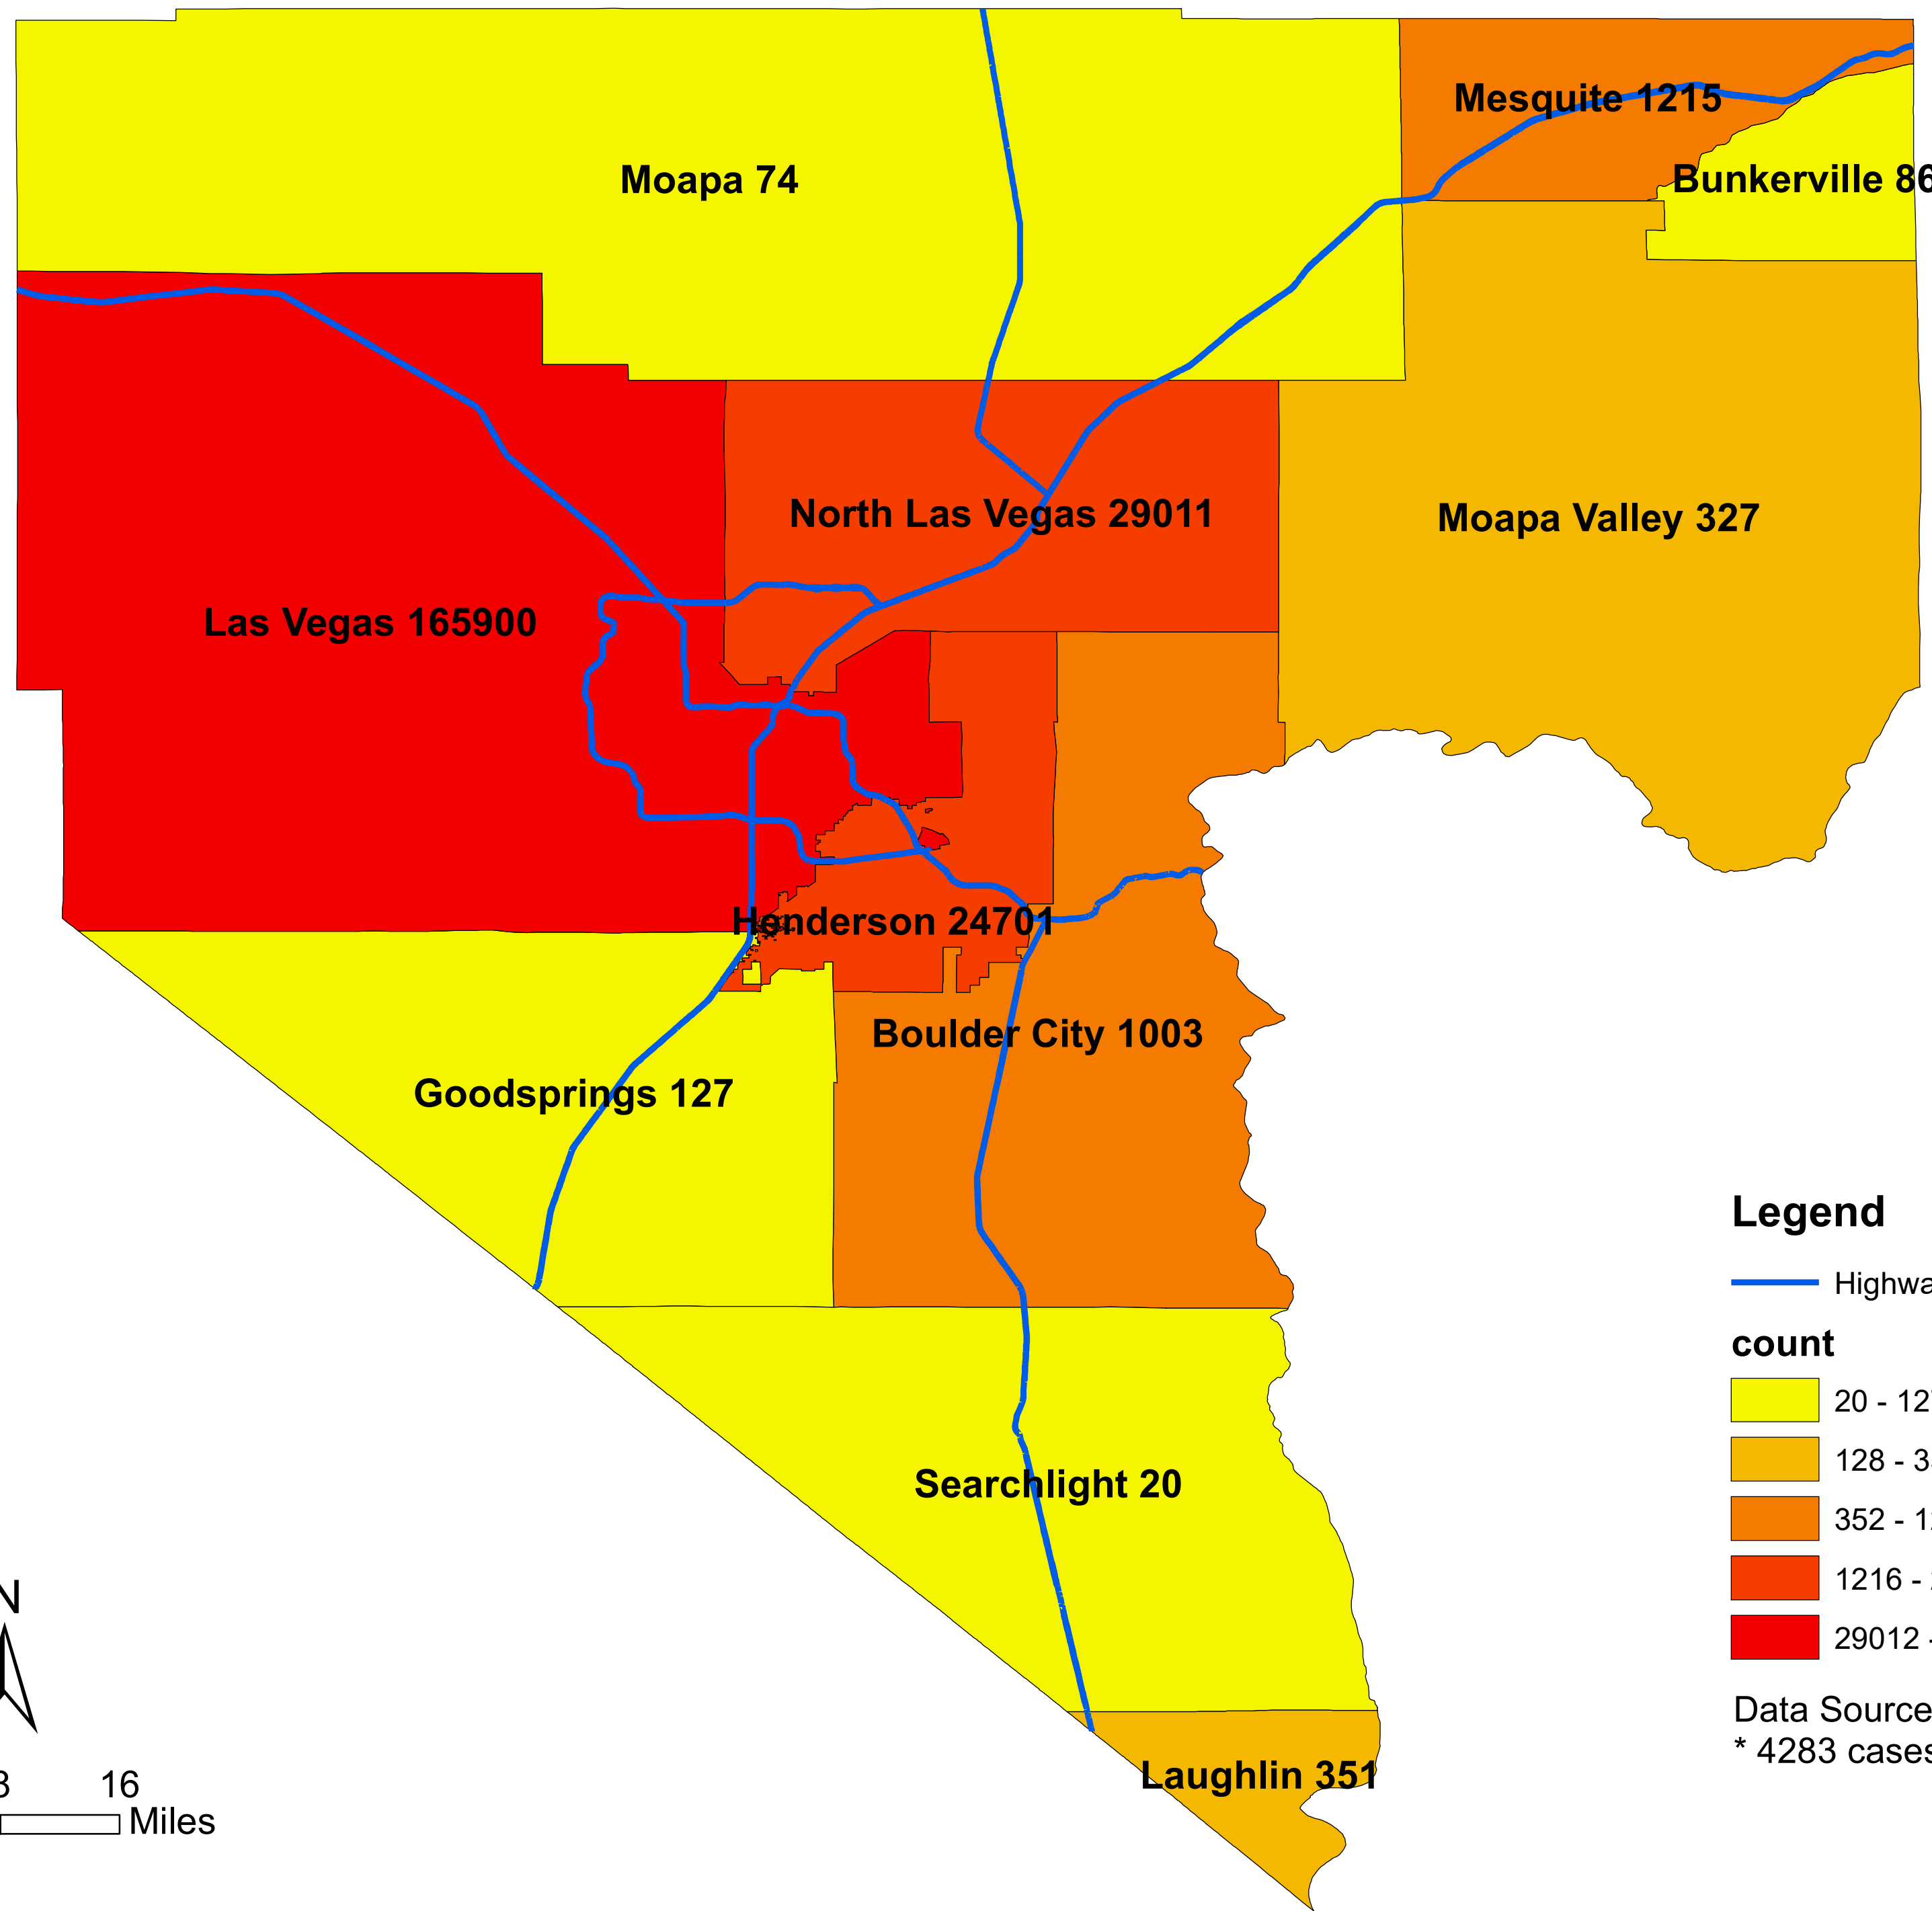 Mesquite 1215
Moapa 74
Bunkerville 86
North Las Vegas 29011
Moapa Valley 327
Las Vegas 165900
Henderson 24701
Boulder City 1003
Goodsprings 127
Legend
count
20 - 12
128 - 3
Searchlight 20
352 - 1
1216 -
N
29012 -
Data Source
* 4283 cases
Laughlin 351
16
Miles